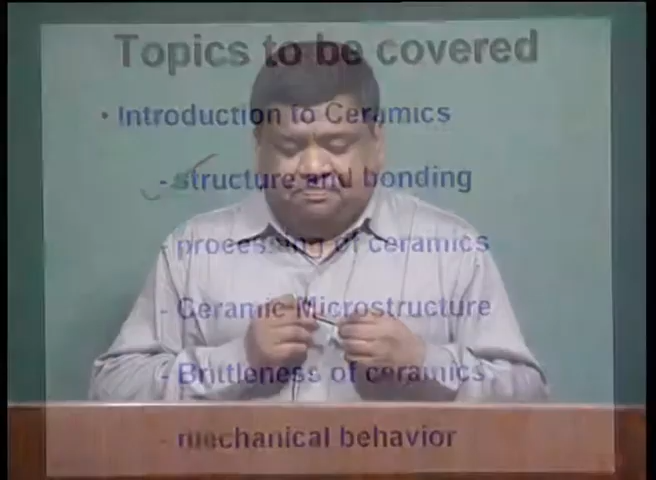 Topics to be covered
• Introduction to Ceramics
- structure and bonding
- processing of ceramics
- Ceramic Microstructure
- Brittleness of ceramics
- mechanical behavior